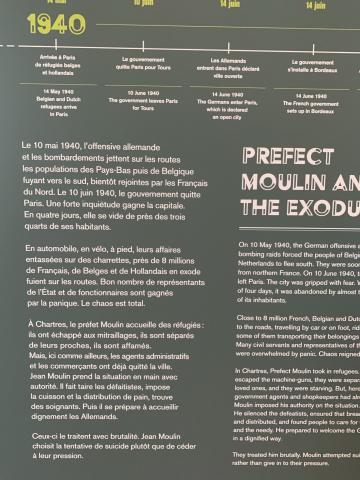 14 mai
10 juin
14 juin
14 juin
1940
Arrivée à Paris
de réfugiés belges
et hollandais
Le gouvernement
quitte Paris pour Tours
Les Allemands
entrent dans Paris déclaré
ville ouverte
Le gouvernement
s'installe à Bordeaux
14 May 1940
Belgian and Dutch
refugees arrive
in Paris
10 June 1940
The government leaves Paris
for Tours
14 June 1940
The Germans enter Paris,
which is declared
an open city
14 June 1940
The French government
sets up in Bordeaux
Le 10 mai 1940, l'offensive allemande
et les bombardements jettent sur les routes
les populations des Pays-Bas puis de Belgique
fuyant vers le sud, bientôt rejointes par les Français
du Nord. Le 10 juin 1940, le gouvernement quitte
Paris. Une forte inquiétude gagne la capitale.
En quatre jours, elle se vide de près des trois
quarts de ses habitants.
En automobile, en vélo, à pied, leurs affaires
entassées sur des charrettes, près de 8 millions
de Français, de Belges et de Hollandais en exode
fuient sur les routes. Bon nombre de représentants
de l'État et de fonctionnaires sont gagnés
par la panique. Le chaos est total.
À Chartres, le préfet Moulin accueille des réfugiés :
ils ont échappé aux mitraillages, ils sont séparés
de leurs proches, ils sont affamés.
Mais, ici comme ailleurs, les agents administratifs
et les commerçants ont déjà quitté la ville.
Jean Moulin prend la situation en main avec
autorité. Il fait taire les défaitistes, impose
la cuisson et la distribution de pain, trouve
des soignants. Puis il se prépare à accueillir
dignement les Allemands.
Ceux-ci le traitent avec brutalité. Jean Moulin
choisit la tentative de suicide plutôt que de céder
à leur pression.
PREFECT
MOULIN AN
THE EXODU
On 10 May 1940, the German offensive a
bombing raids forced the people of Belgi
Netherlands to flee south. They were soon
from northern France. On 10 June 1940, t
left Paris. The city was gripped with fear. W
of four days, it was abandoned by almost t
of its inhabitants.
Close to 8 million French, Belgian and Dut
to the roads, travelling by car or on foot, rid
some of them transporting their belongings
Many civil servants and representatives of th
were overwhelmed by panic. Chaos reigned
In Chartres, Prefect Moulin took in refugees.
escaped the machine-guns, they were separ
loved ones, and they were starving. But, here
government agents and shopkeepers had alr
Moulin imposed his authority on the situation.
He silenced the defeatists, ensured that brea
and distributed, and found people to care for
and the needy. He prepared to welcome the G
in a dignified way.
They treated him brutally. Moulin attempted sui
rather than give in to their pressure.